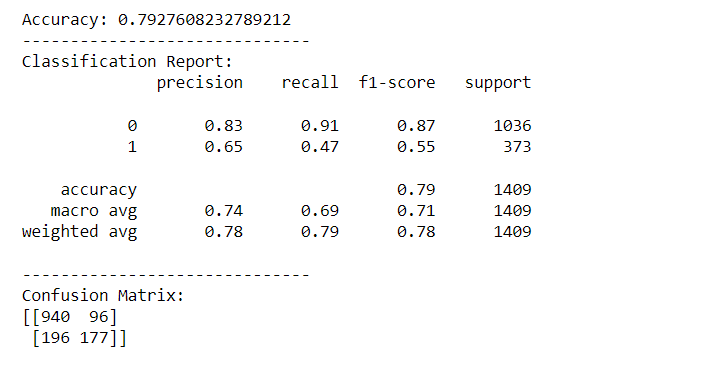 Accuracy: 0.7927608232789212
------------------------------
Classification Report:
              precision    recall  f1-score   support

           0       0.83      0.91      0.87      1036
           1       0.65      0.47      0.55       373

    accuracy                           0.79      1409
   macro avg       0.74      0.69      0.71      1409
weighted avg       0.78      0.79      0.78      1409

------------------------------
Confusion Matrix:
[[940  96]
 [196 177]]